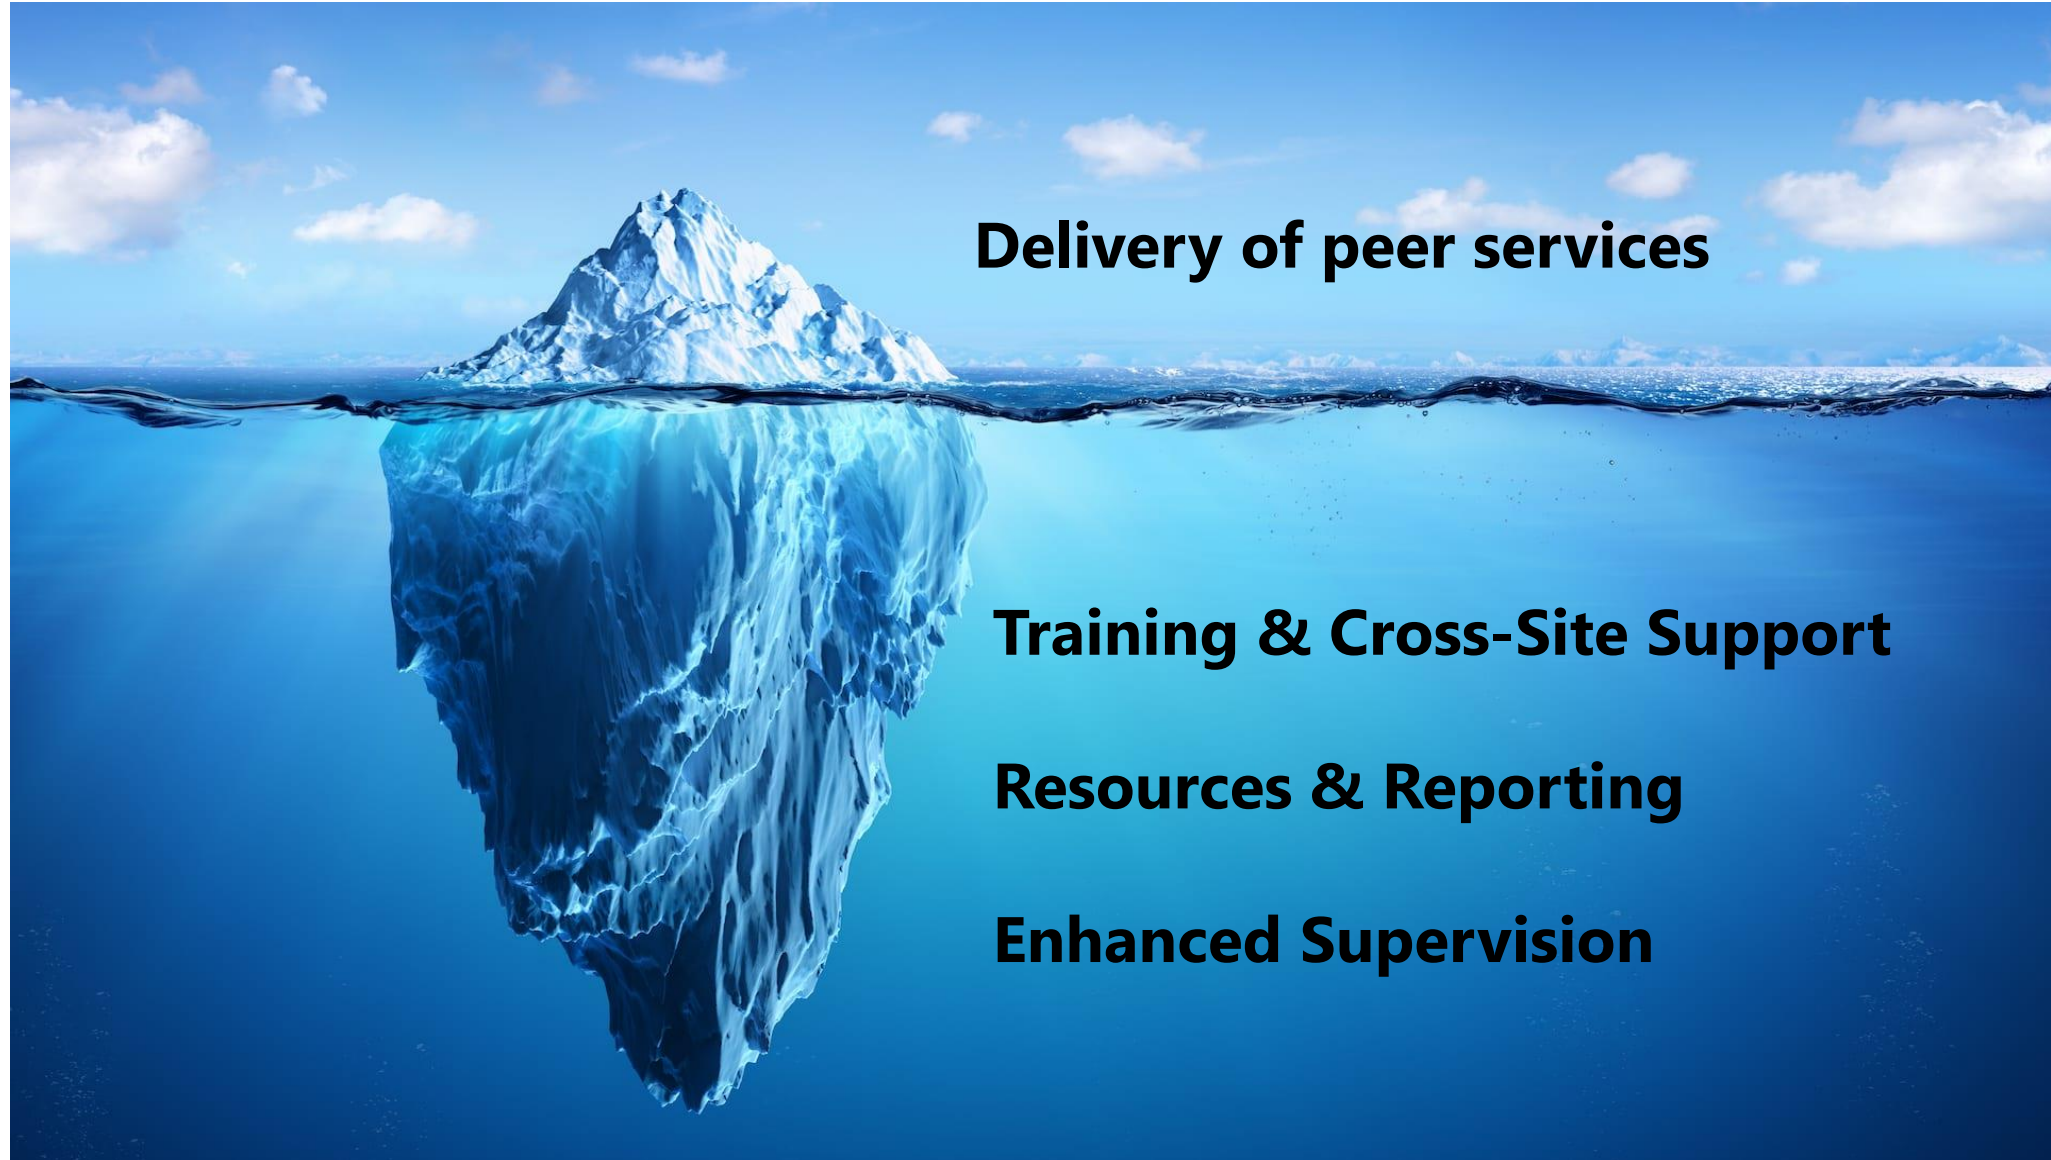 Delivery of peer services
Training & Cross-Site Support
Resources & Reporting
Enhanced Supervision